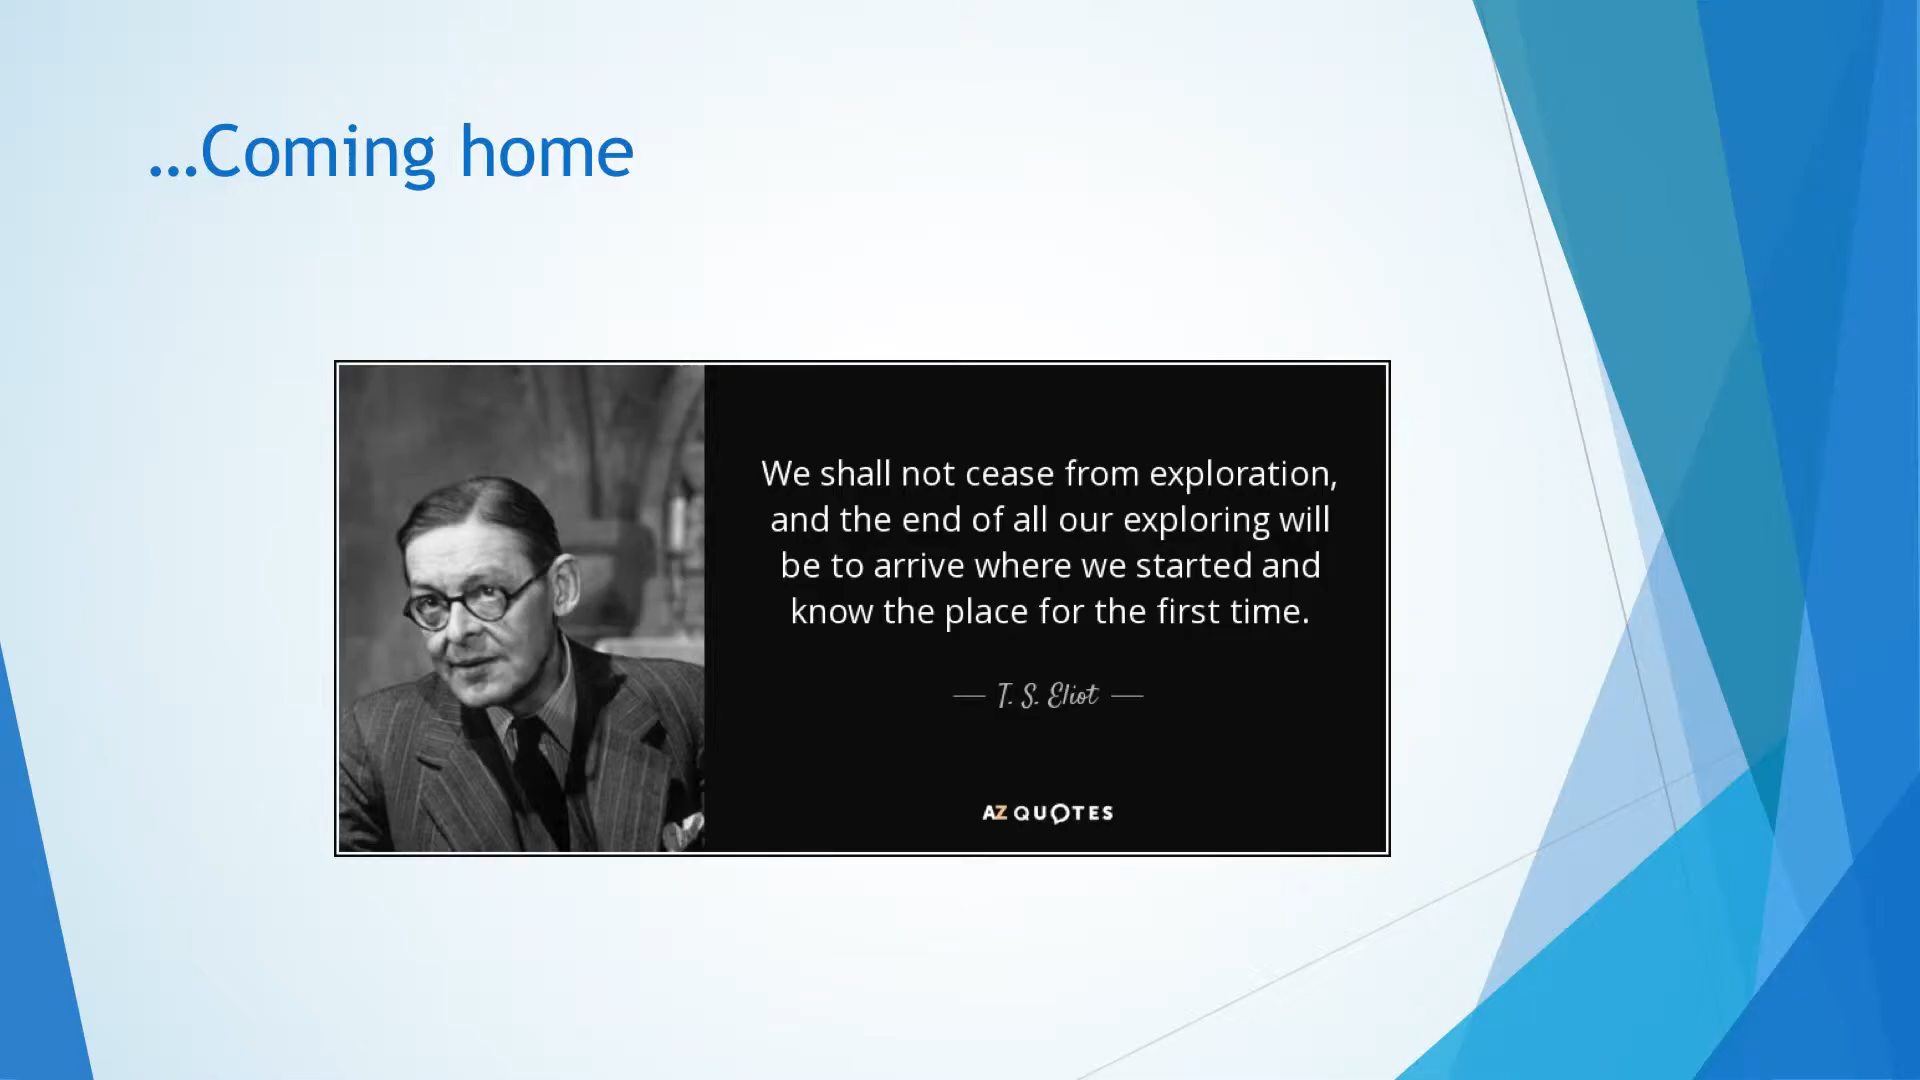 ...Coming home
We shall not cease from exploration,
and the end of all our exploring will
be to arrive where we started and
know the place for the first time.
— T. S. Eliot —
AZ QUOTES